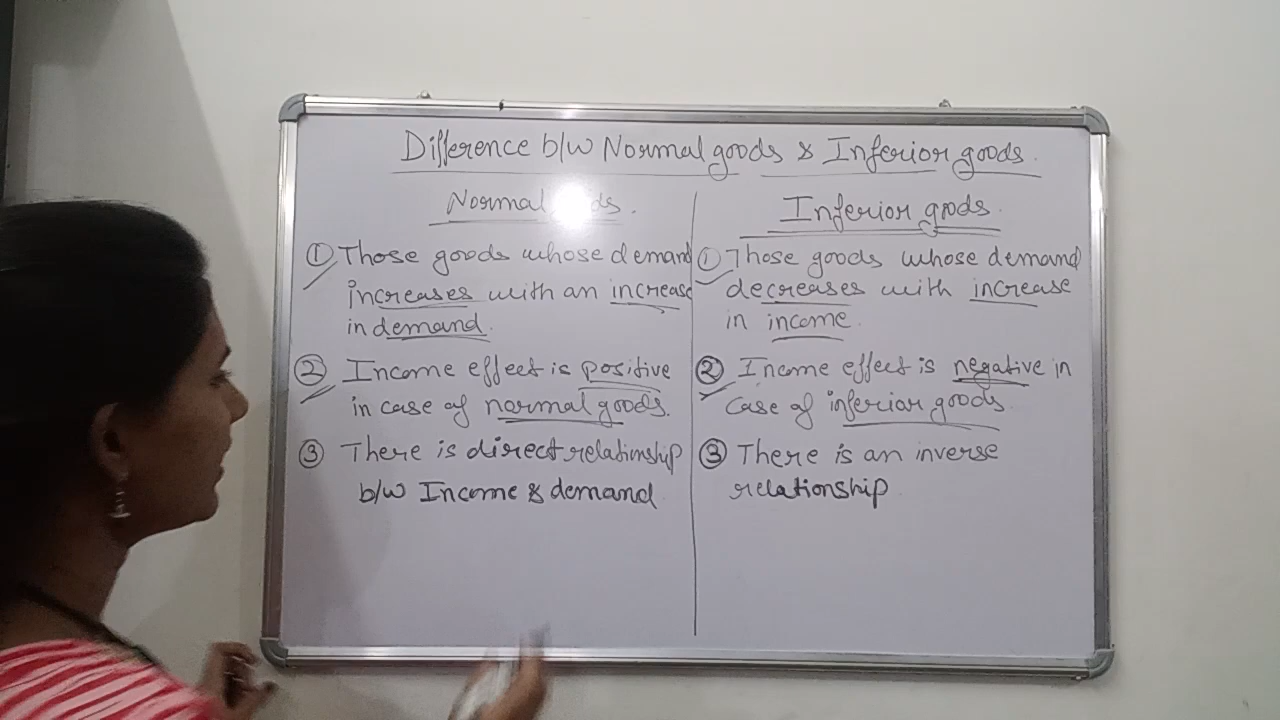 Difference b/w Normal goods & Inferior goods.
Normal
① Those goods whose demand
increases with an increase
in demand.
② Income effect is positive
in case of normal goods.
③ There is direct relationship
b/w Income & demand
Inferior goods.
① Those goods whose demand
decreases with increase
in income.
② Income effect is negative in
case of inferior goods
③ There is an inverse
relationship